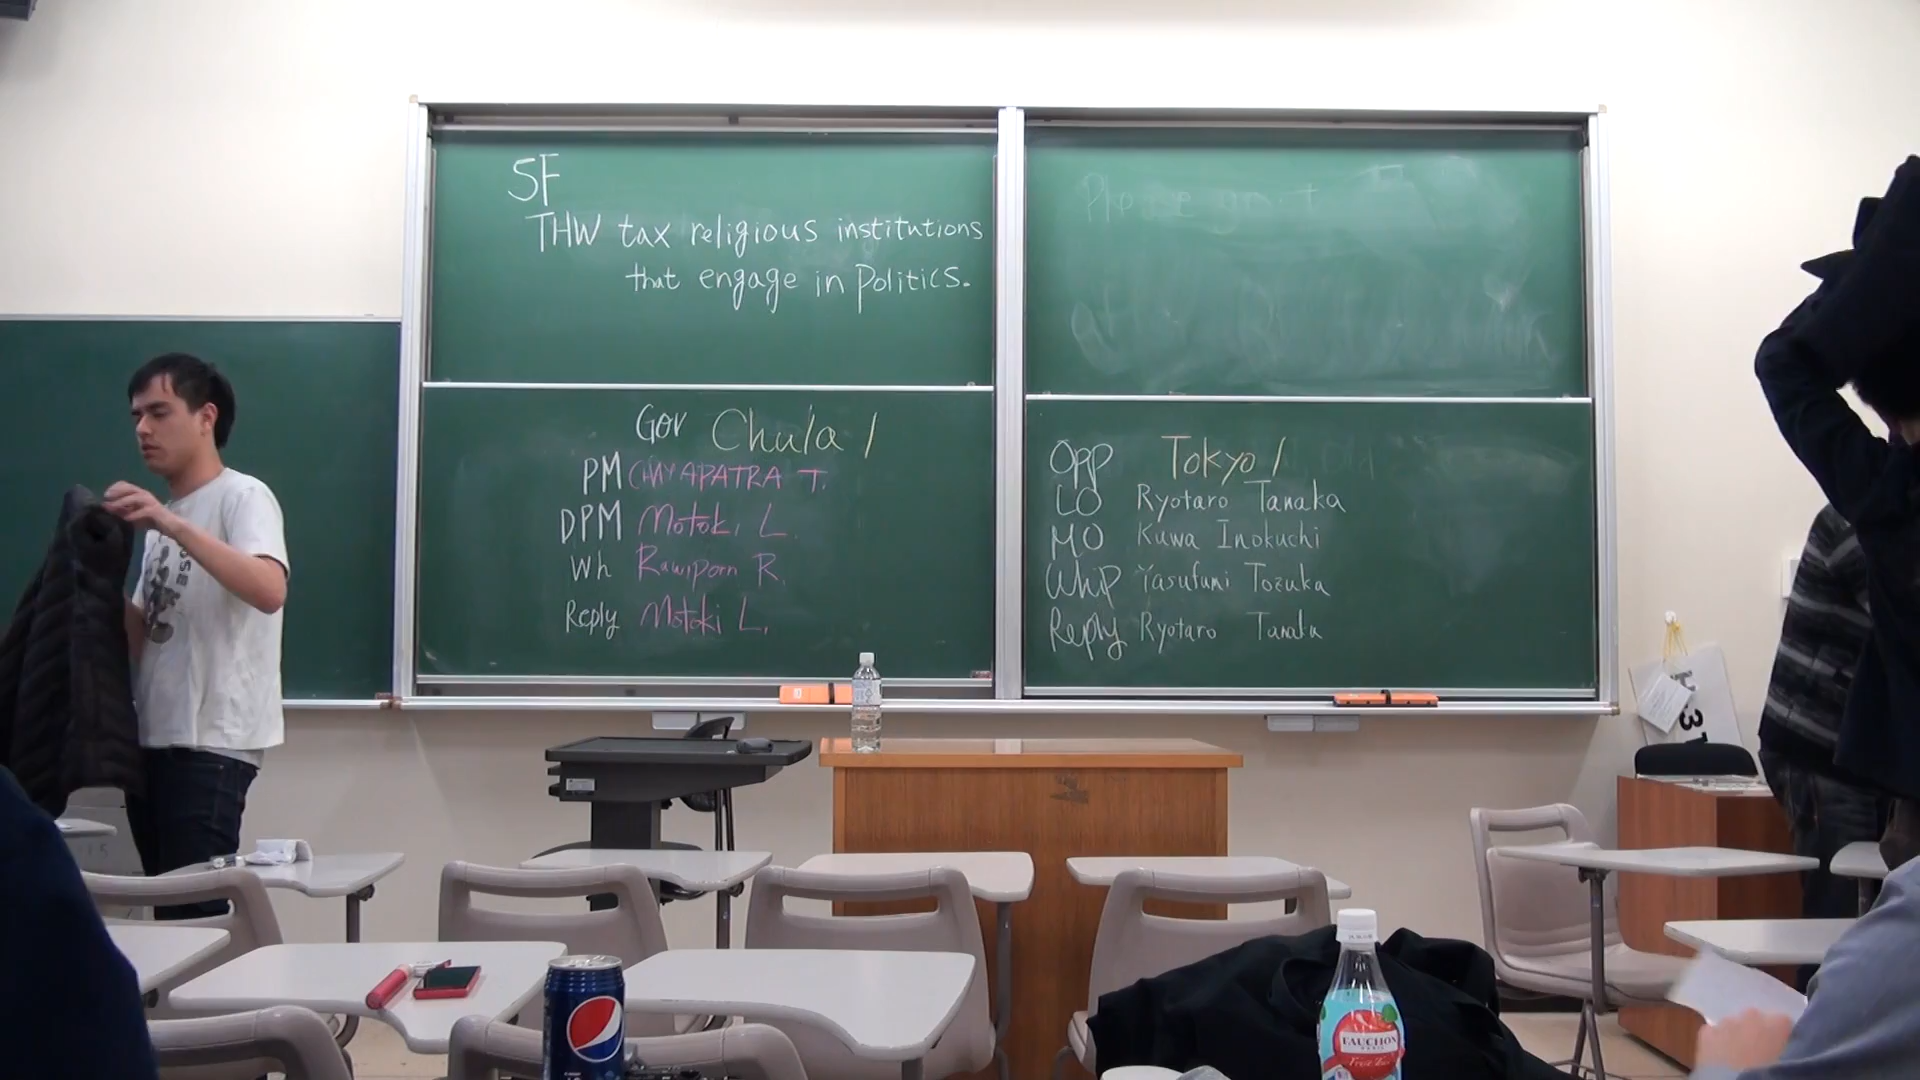 SF
THW tax religious institutions
that engage in politics.
Gov Chula 1
PM CHAYAPATRA T.
DPM Motoki L.
Wh Rawiporn R.
Reply Motoki L.
Opp Tokyo 1
LO Ryotaro Tanaka
MO Kuwa Inokuchi
Whip Yasufumi Tozuka
Reply Ryotaro Tanaka
FAUCHON
PARIS